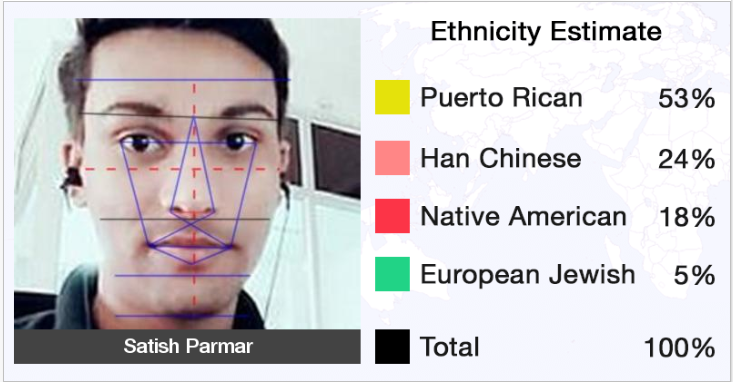 Ethnicity Estimate
Puerto Rican 53%
Han Chinese 24%
Native American 18%
European Jewish 5%
Total 100%
Satish Parmar